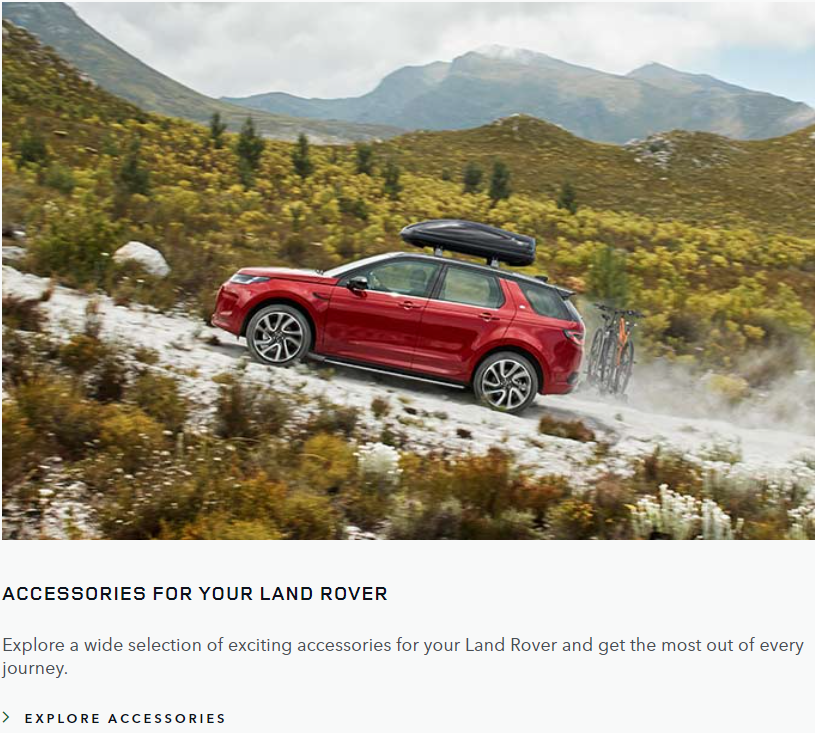 ACCESSORIES FOR YOUR LAND ROVER
Explore a wide selection of exciting accessories for your Land Rover and get the most out of every
journey.
EXPLORE ACCESSORIES